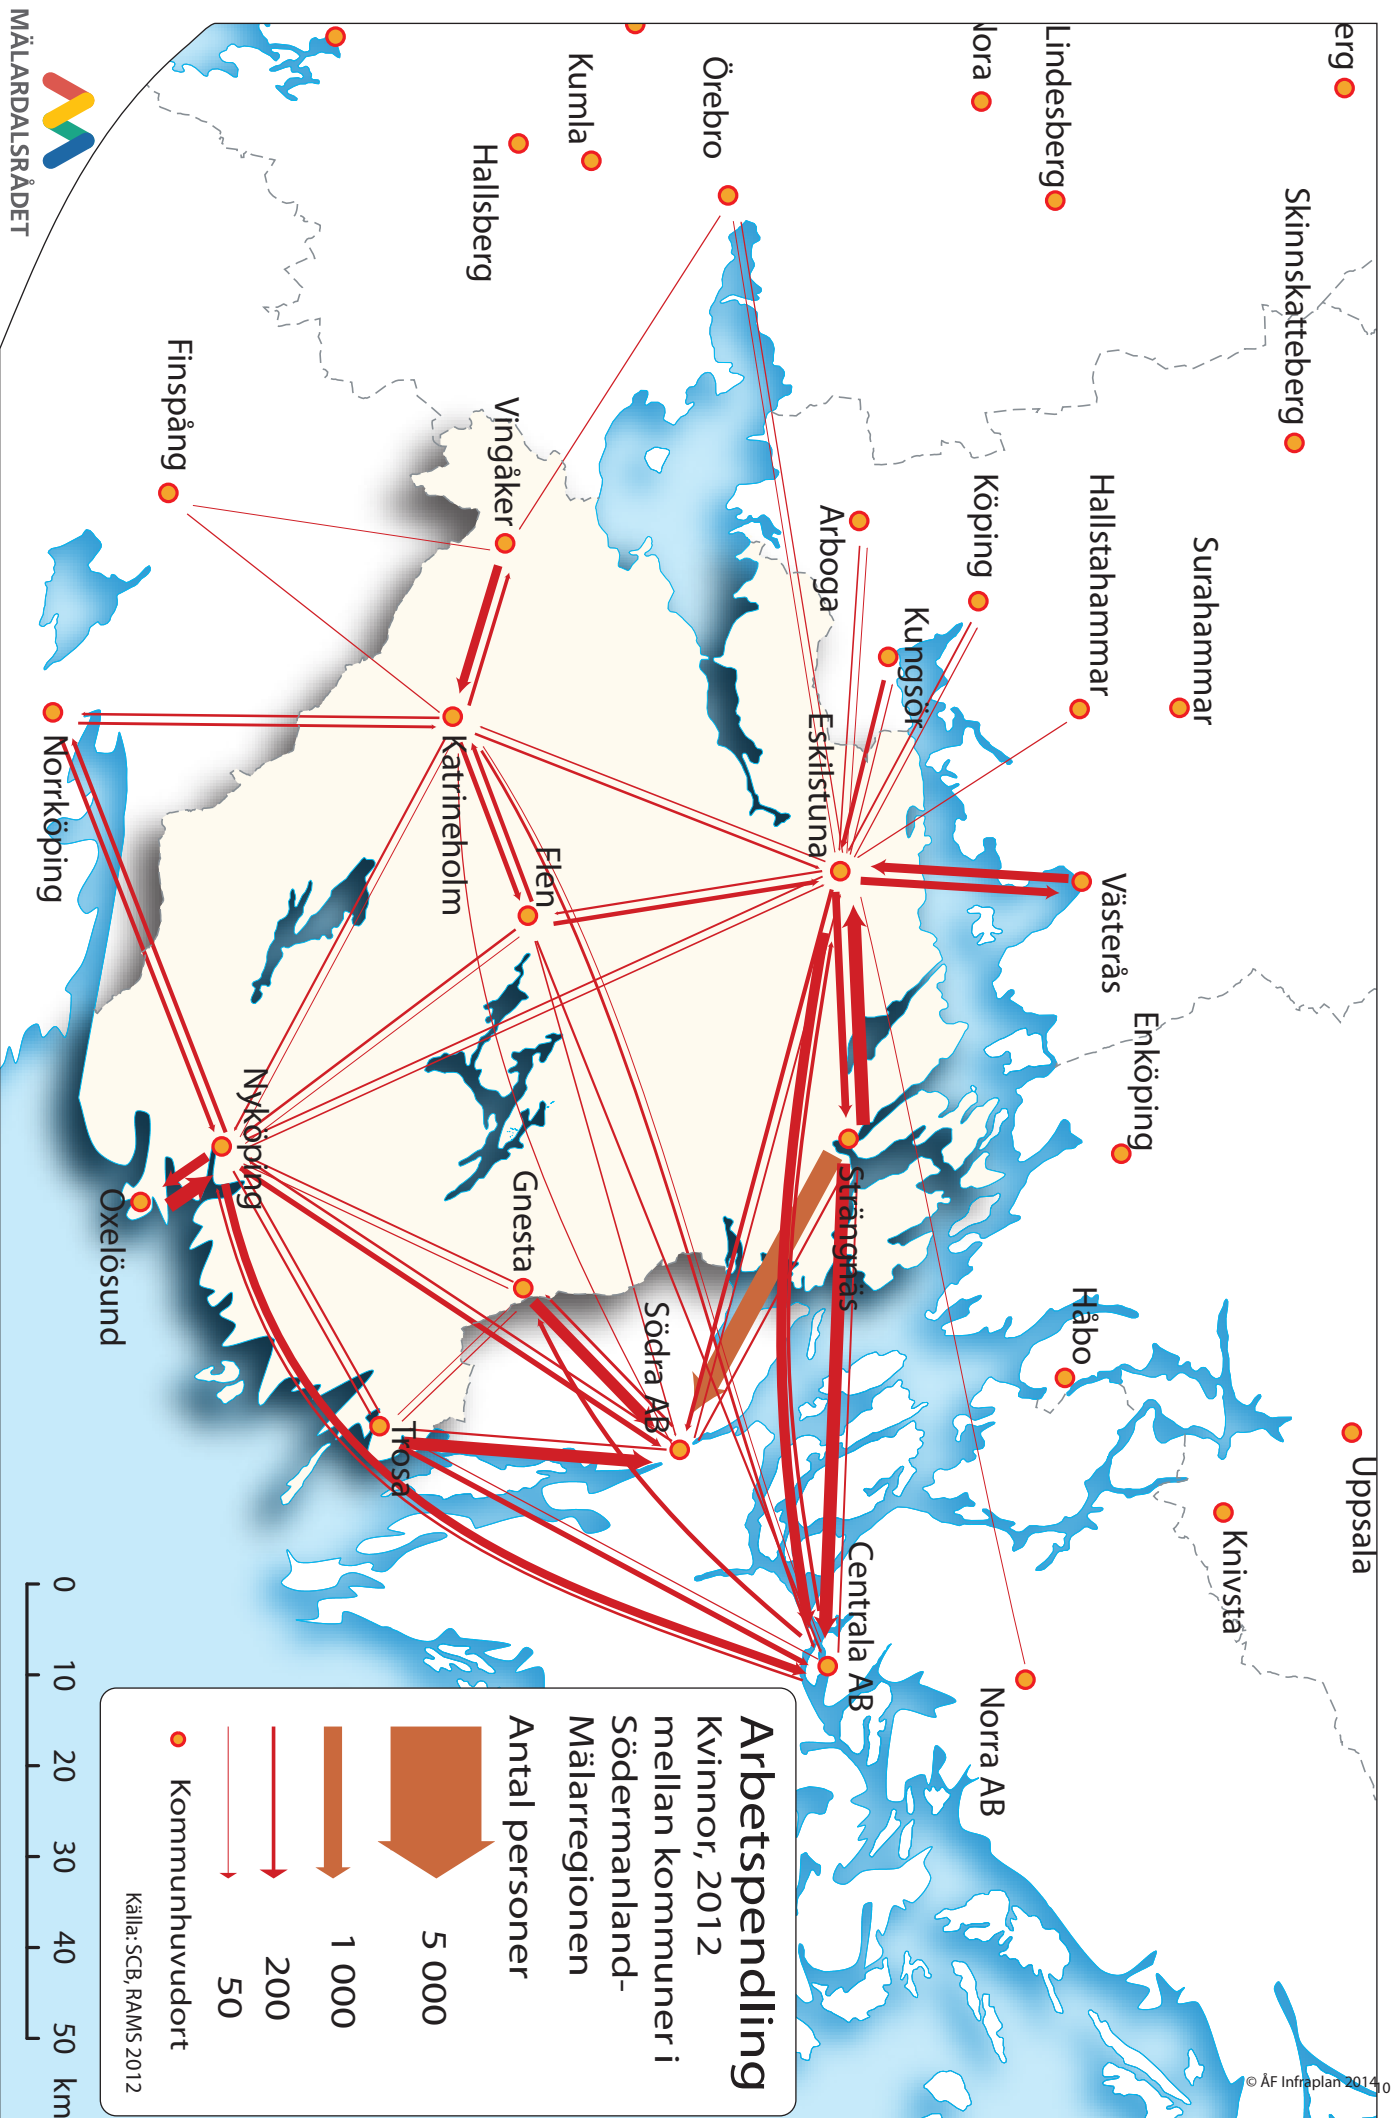 erg
Skinnskatteberg
Lindesberg
Nora
Örebro
Kumla
Hallsberg
Finspång
Vingåker
Surahammar
Hallstahammar
Köping
Kungsör
Arboga
Eskilstuna
Västerås
Enköping
Katrineholm
Flen
Norrköping
Nyköping
Oxelösund
Gnesta
Strängnäs
Södra AB
Trosa
Håbo
Uppsala
Knivsta
Centrala AB
Norra AB
Arbetspendling
Kvinnor, 2012
mellan kommuner i
Södermanland-
Mälarregionen
Antal personer
5 000
1 000
200
50
Kommunhuvudort
Källa: SCB, RAMS 2012
0 10 20 30 40 50 km
MÄLARDALSRÅDET
© ÅF Infraplan 2014
10